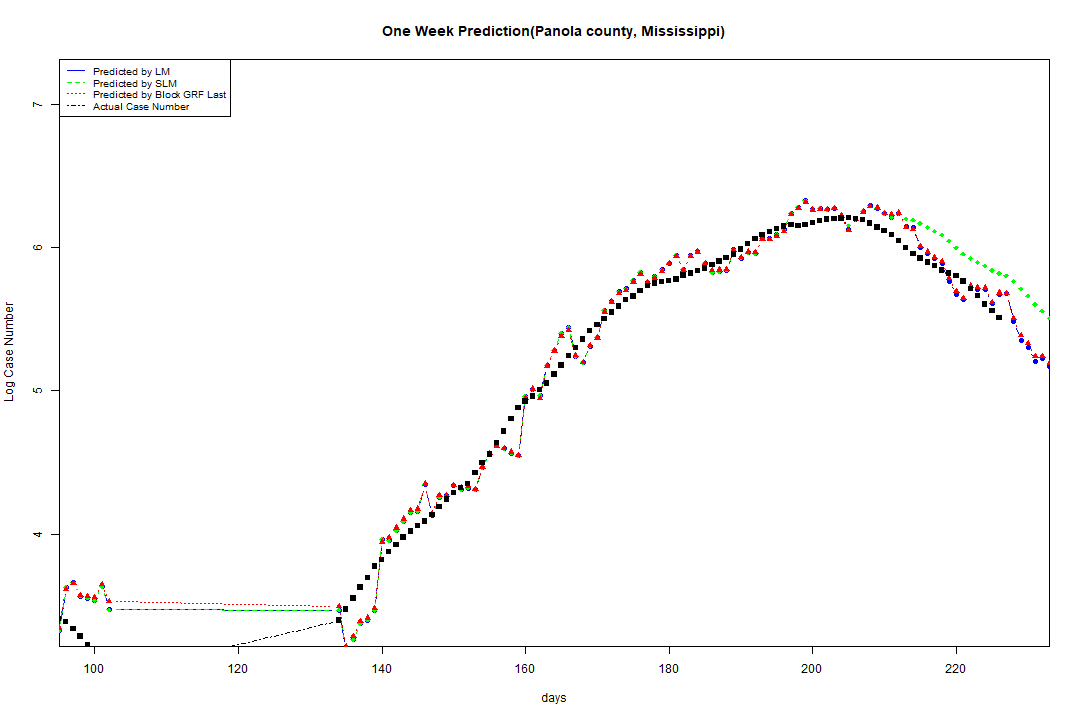 One Week Prediction(Panola county, Mississippi)
Predicted by LM
Predicted by SLM
Predicted by Block GRF Last
Actual Case Number
7
6
5
4
Log Case Number
100 120 140 160 180 200 220
days